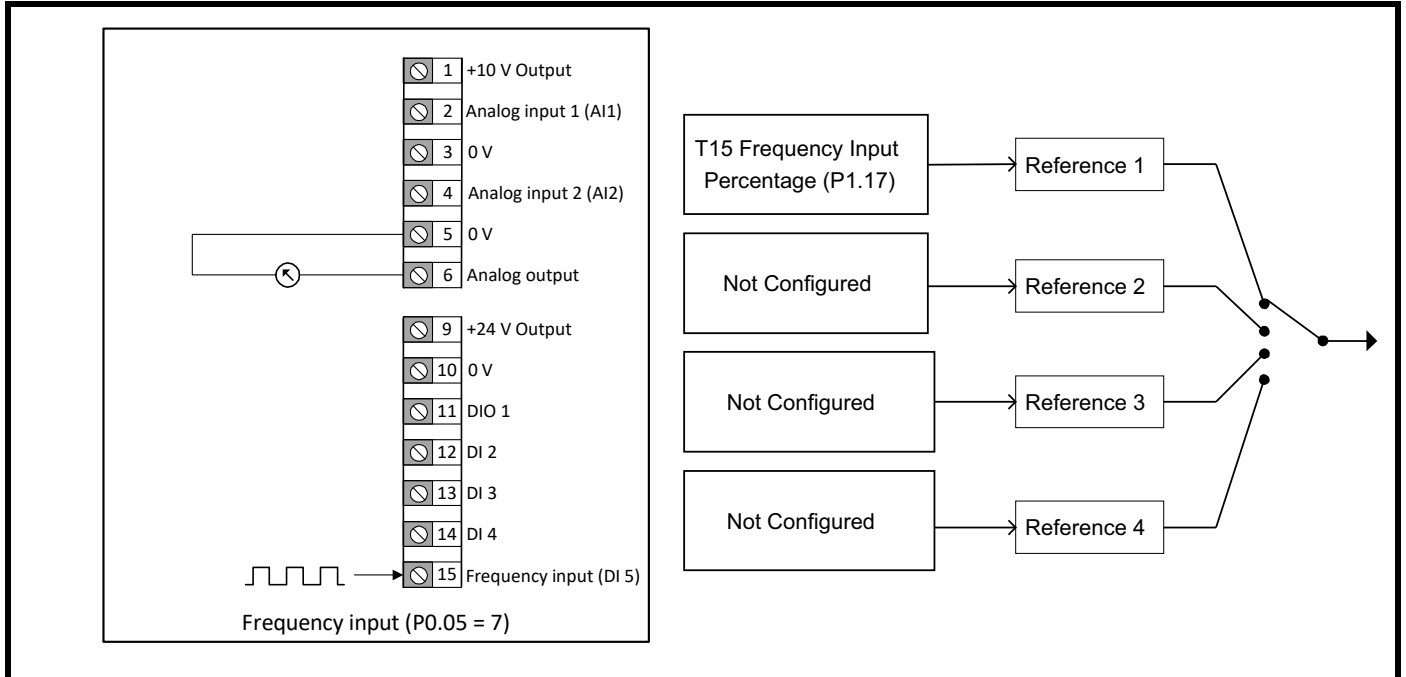 1 +10 V Output
2 Analog input 1 (AI1)
3 0 V
4 Analog input 2 (AI2)
5 0 V
6 Analog output
9 +24 V Output
10 0 V
11 DIO 1
12 DI 2
13 DI 3
14 DI 4
15 Frequency input (DI 5)
Frequency input (P0.05 = 7)
T15 Frequency Input
Percentage (P1.17)
Reference 1
Not Configured
Reference 2
Not Configured
Reference 3
Not Configured
Reference 4